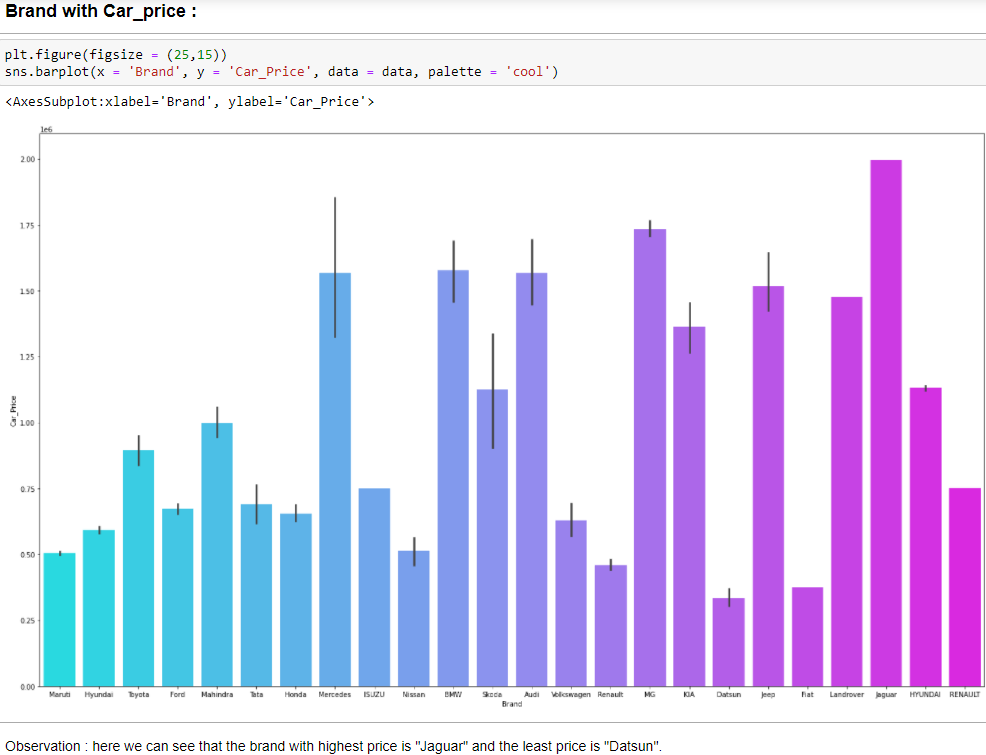 Brand with Car_price :
plt.figure(figsize = (25,15))
sns.barplot(x = 'Brand', y = 'Car_Price', data = data, palette = 'cool')
<AxesSubplot:xlabel='Brand', ylabel='Car_Price'>
1e6
2.00
1.75
1.50
1.25
1.00
0.75
0.50
0.25
0.00
Car_Price
Maruti Hyundai Toyota Ford Mahindra Tata Honda Mercedes ISUZU Nissan BMW Skoda Audi Volkswagen Renault MG KIA Datsun Jeep Fiat Landrover Jaguar HYUNDAI RENAULT
Brand
Observation : here we can see that the brand with highest price is "Jaguar" and the least price is "Datsun".